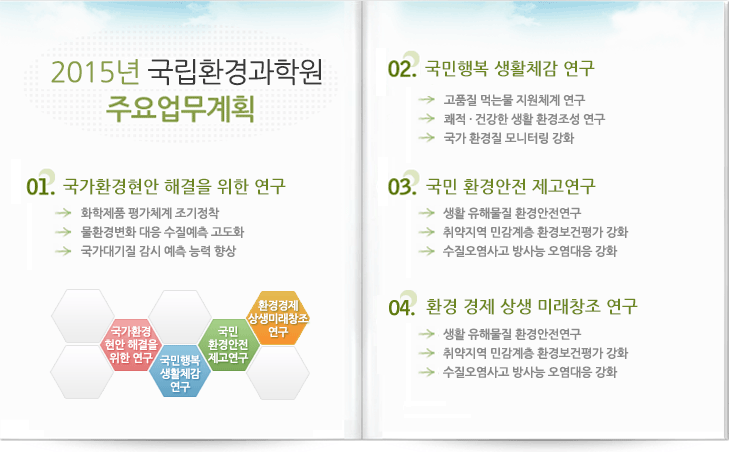 2015년 국립환경과학원
주요업무계획
01. 국가환경현안 해결을 위한 연구
화학제품 평가체계 조기정착
물환경변화 대응 수질예측 고도화
국가대기질 감시 예측 능력 향상
국가환경
현안 해결을
위한 연구
국민행복
생활체감
연구
국민
환경안전
제고연구
환경경제
상생미래창조
연구
02. 국민행복 생활체감 연구
고품질 먹는물 지원체계 연구
쾌적 · 건강한 생활 환경조성 연구
국가 환경질 모니터링 강화
03. 국민 환경안전 제고연구
생활 유해물질 환경안전연구
취약지역 민감계층 환경보건평가 강화
수질오염사고 방사능 오염대응 강화
04. 환경 경제 상생 미래창조 연구
생활 유해물질 환경안전연구
취약지역 민감계층 환경보건평가 강화
수질오염사고 방사능 오염대응 강화